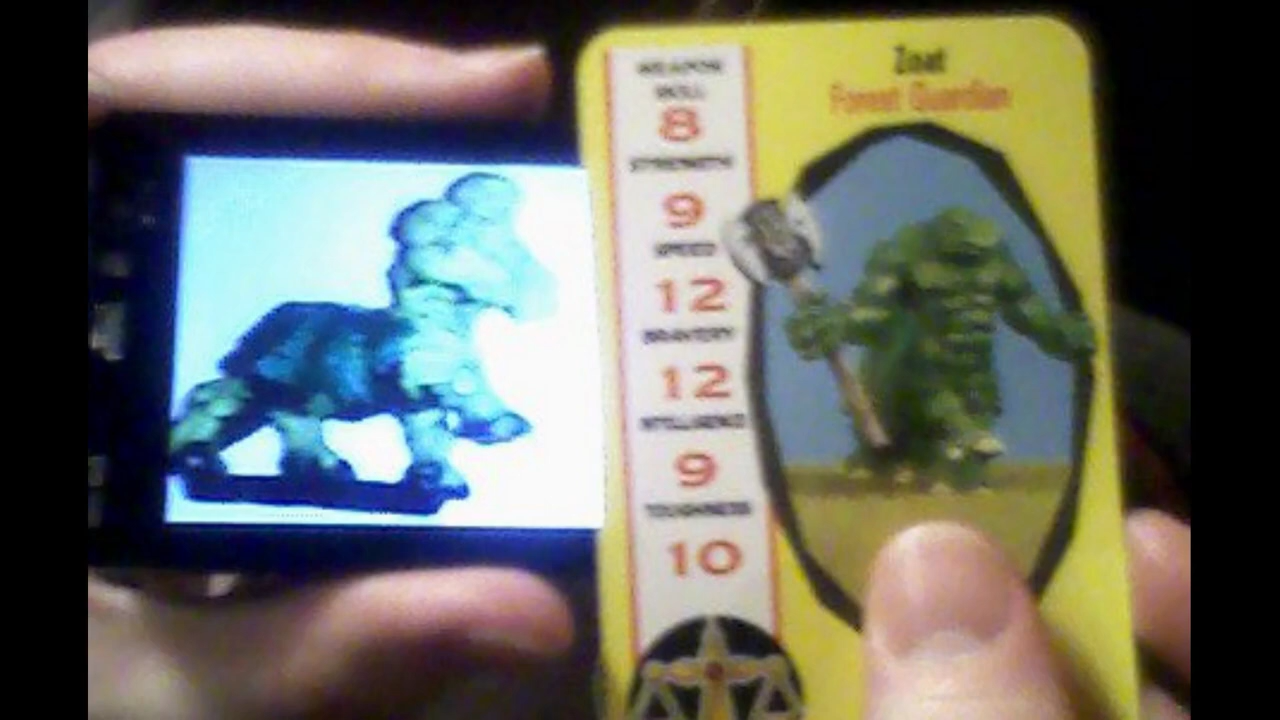 Zoat
Forest Guardian
WEAPON
SKILL
8
STRENGTH
9
SPEED
12
BRAVERY
12
INTELLIGENCE
9
TOUGHNESS
10